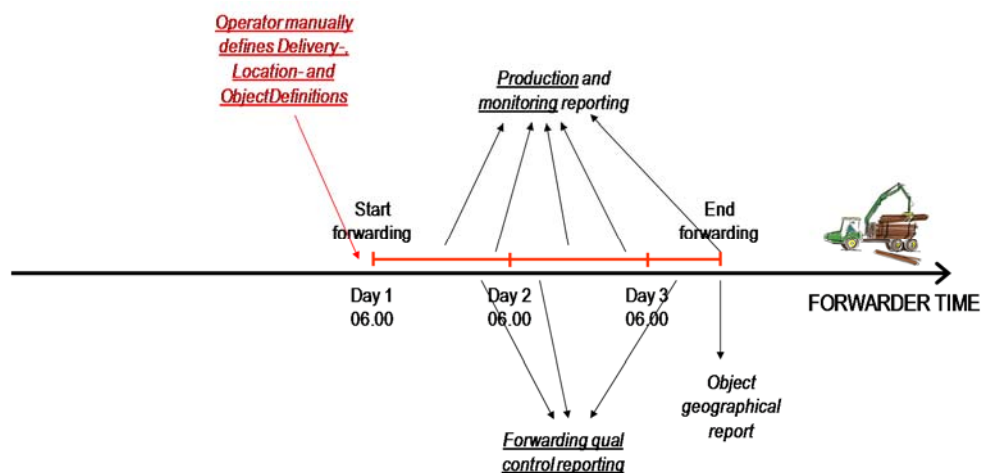 Operator manually
defines Delivery-,
Location- and
ObjectDefinitions
Production and
monitoring reporting
Start
forwarding
End
forwarding
Day 1
06.00
Day 2
06.00
Day 3
06.00
FORWARDER TIME
Object
geographical
report
Forwarding qual
control reporting